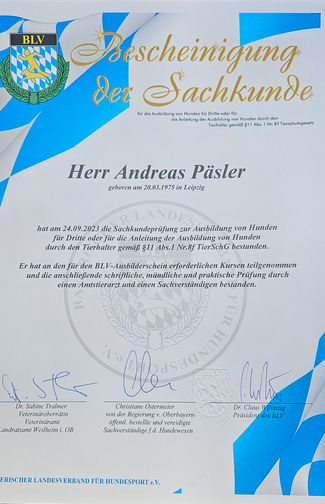 BLV
Bescheinigung
der Sachkunde
für die Ausbildung von Hunden für Dritte oder für
die Anleitung der Ausbildung von Hunden durch den
Tierhalter gemäß §11 Abs. 1 Nr. 8f Tierschutzgesetz
Herr Andreas Päsler
geboren am 20.03.1975 in Leipzig
hat am 24.09.2023 die Sachkundeprüfung zur Ausbildung von Hunden
für Dritte oder für die Anleitung der Ausbildung von Hunden
durch den Tierhalter gemäß §11 Abs.1 Nr.8f TierSchG bestanden.
Er hat an den für den BLV-Ausbilderschein erforderlichen Kursen teilgenommen
und die anschließende schriftliche, mündliche und praktische Prüfung durch
einen Amtstierarzt und einen Sachverständigen bestanden.
Dr. Sabine Tralmer
Veterinäroberrätin
Veterinäramt
Landratsamt Weilheim i. OB
Christiane Ostermeier
von der Regierung v. Oberbayern
öffentl. bestellte und vereidigte
Sachverständige f.d. Hundewesen
Dr. Claus
Präsident des BLV
ERISCHER LANDESVERBAND FÜR HUNDESPORT e.V.